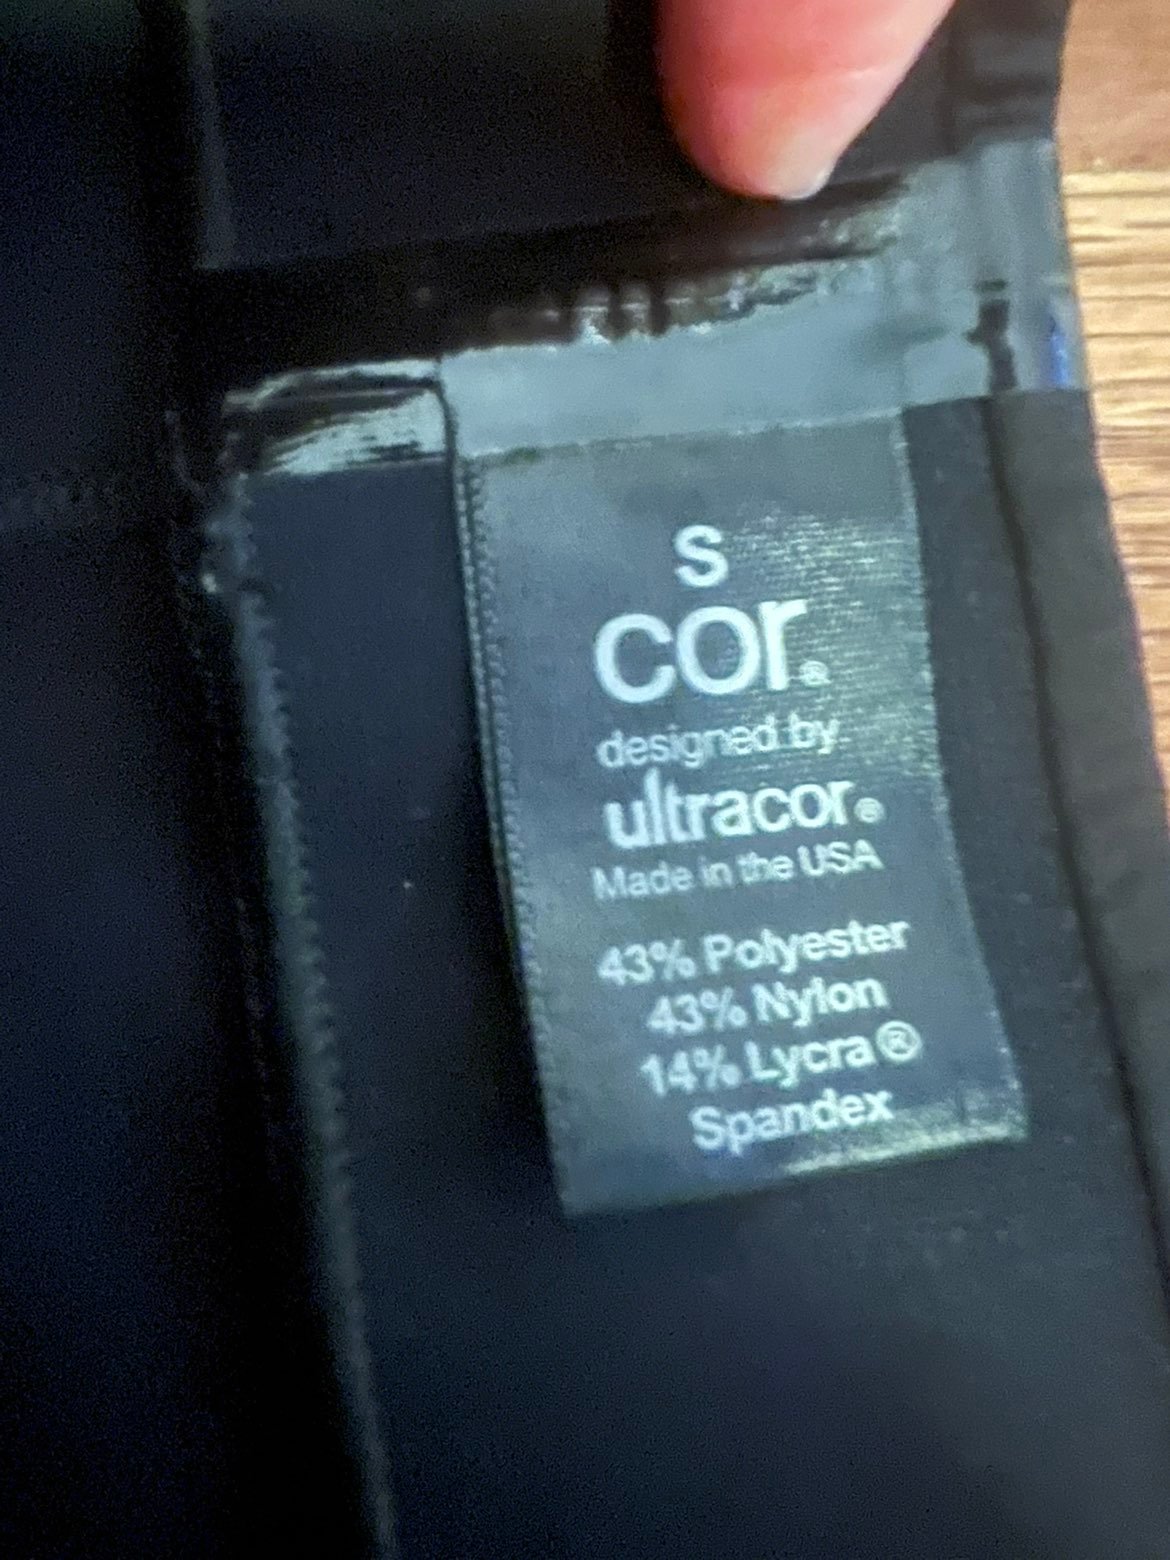 S
cor.®
designed by
ultracor®
Made in the USA
43% Polyester
43% Nylon
14% Lycra®
Spandex